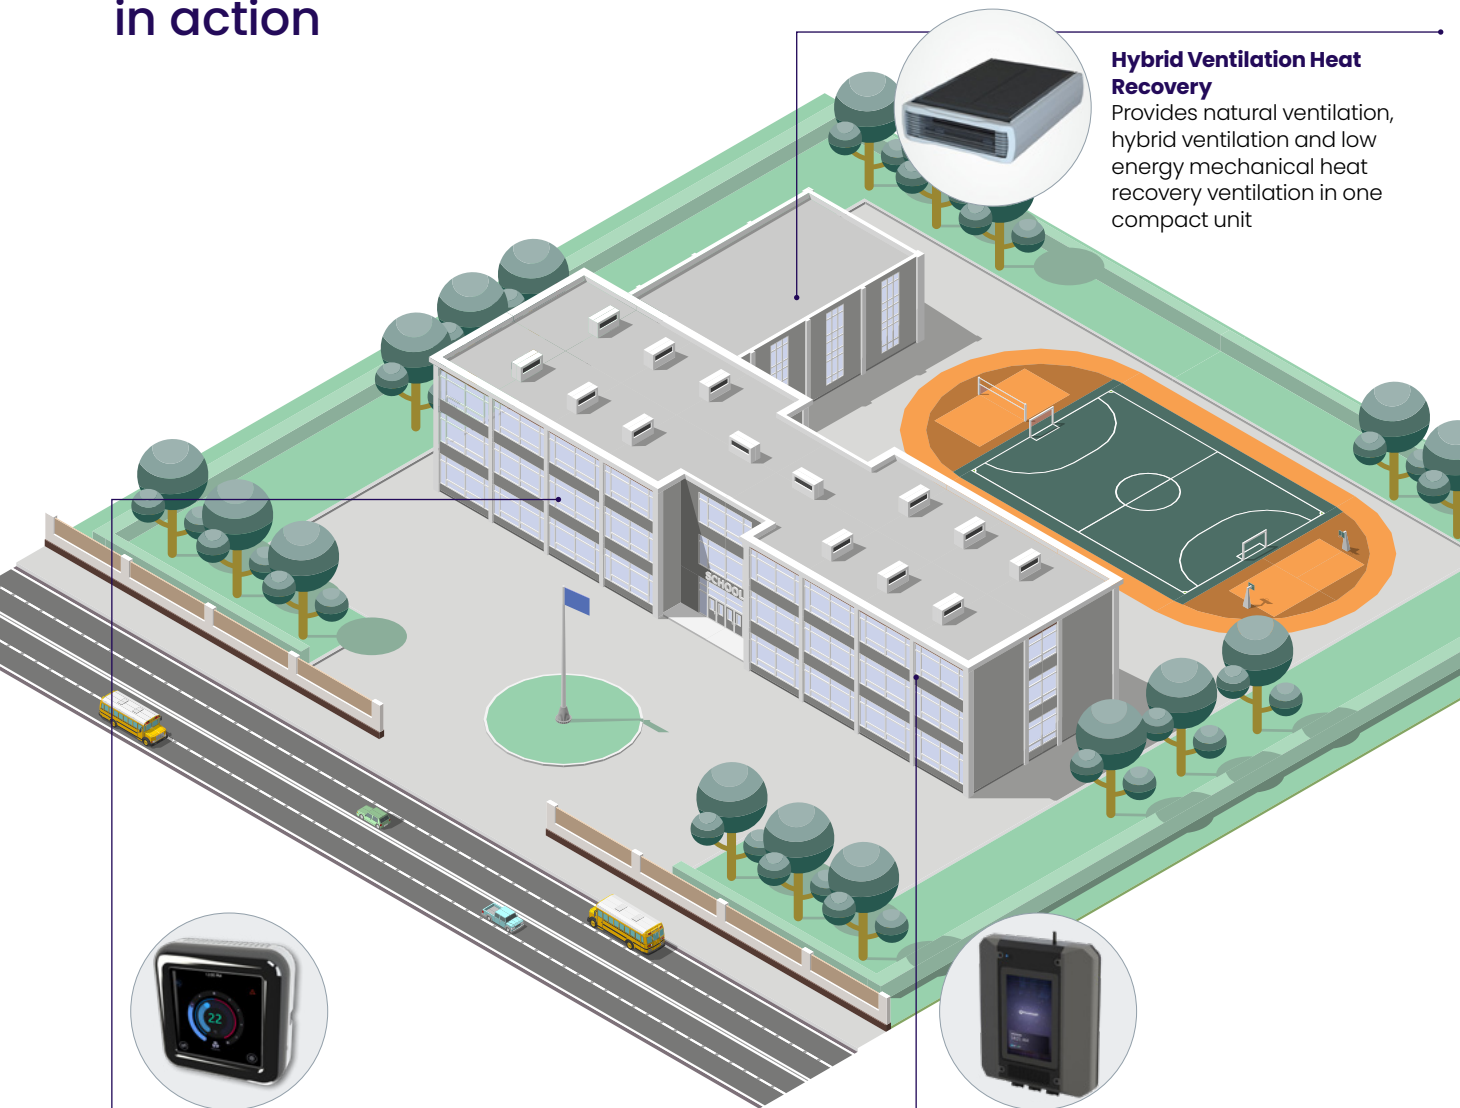 in action
Hybrid Ventilation Heat
Recovery
Provides natural ventilation,
hybrid ventilation and low
energy mechanical heat
recovery ventilation in one
compact unit
SCHOOL
22